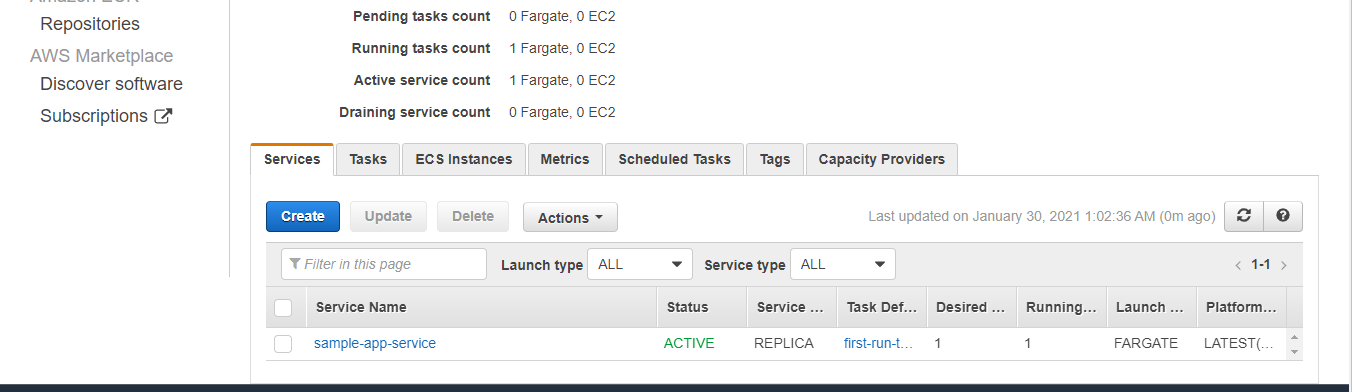 Amazon ECR
Repositories
AWS Marketplace
Discover software
Subscriptions
Pending tasks count 0 Fargate, 0 EC2
Running tasks count 1 Fargate, 0 EC2
Active service count 1 Fargate, 0 EC2
Draining service count 0 Fargate, 0 EC2
Services Tasks ECS Instances Metrics Scheduled Tasks Tags Capacity Providers
Create Update Delete Actions Last updated on January 30, 2021 1:02:36 AM (0m ago)
Filter in this page Launch type ALL Service type ALL 1-1
Service Name Status Service ... Task Def... Desired ... Running... Launch ... Platform...
sample-app-service ACTIVE REPLICA first-run-t... 1 1 FARGATE LATEST(...